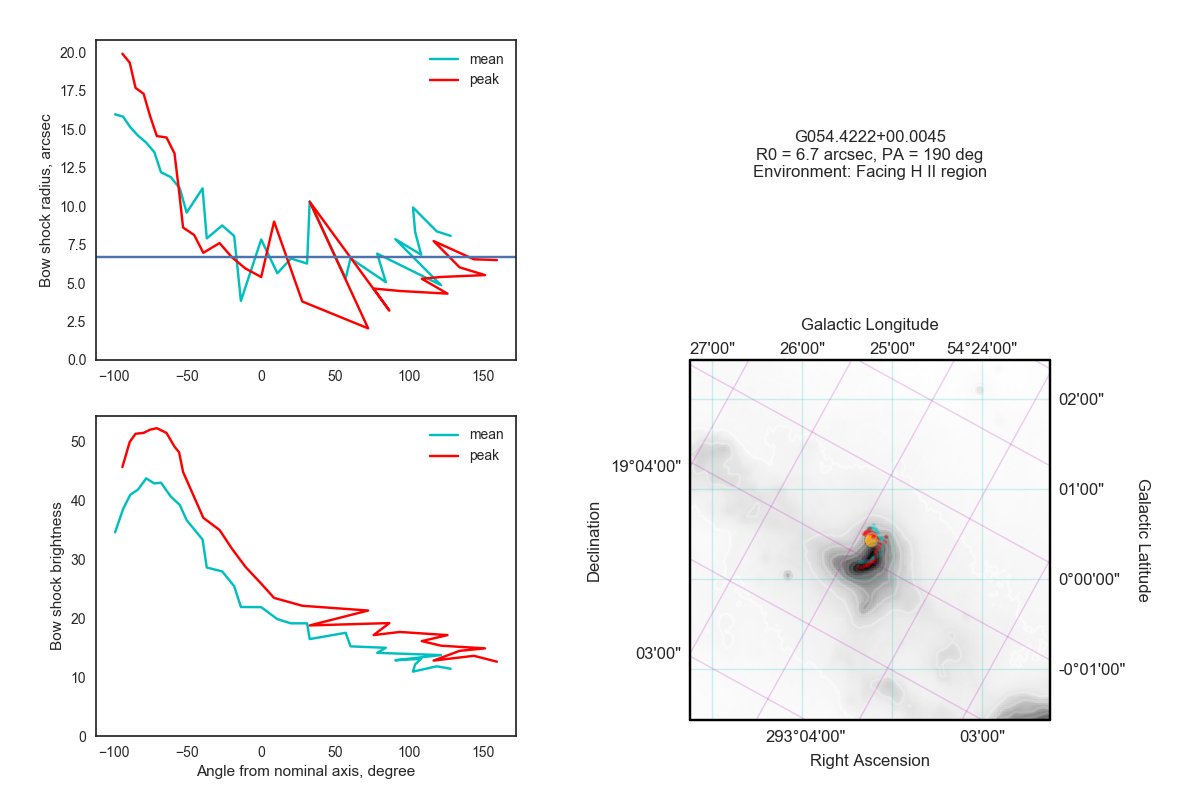 20.0
17.5
15.0
12.5
10.0
7.5
5.0
2.5
0.0
Bow shock radius, arcsec
mean
peak
−100
−50
0
50
100
150
50
40
30
20
10
0
Bow shock brightness
mean
peak
−100
−50
0
50
100
150
Angle from nominal axis, degree
G054.4222+00.0045
R0 = 6.7 arcsec, PA = 190 deg
Environment: Facing H II region
Galactic Longitude
27'00" 26'00" 25'00" 54°24'00"
02'00"
01'00"
0°00'00"
-0°01'00"
Galactic Latitude
19°04'00"
03'00"
Declination
293°04'00" 03'00"
Right Ascension